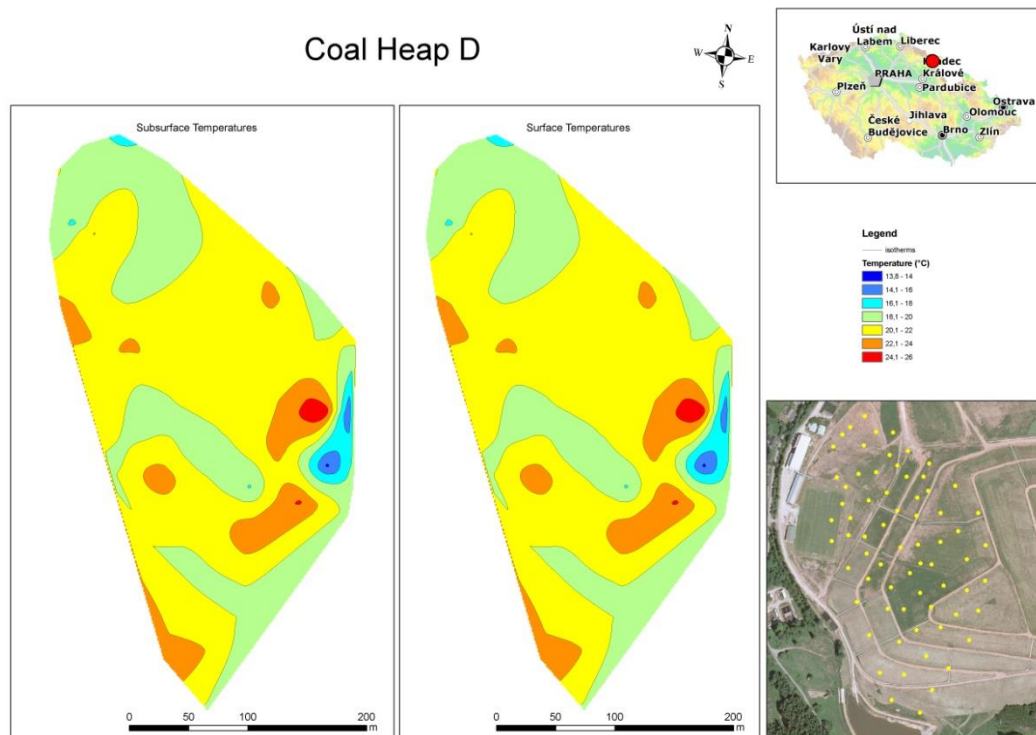 Coal Heap D
N
W
E
S
Ústí nad
Labem
Liberec
Karlovy
Vary
Hradec
Králové
PRAHA
Plzeň
Pardubice
Ostrava
Olomouc
Jihlava
České
Budějovice
Brno
Zlín
Subsurface Temperatures
Surface Temperatures
Legend
isotherms
Temperature (°C)
13,8 - 14
14,1 - 16
16,1 - 18
18,1 - 20
20,1 - 22
22,1 - 24
24,1 - 26
0 50 100 200
m
0 50 100 200
m